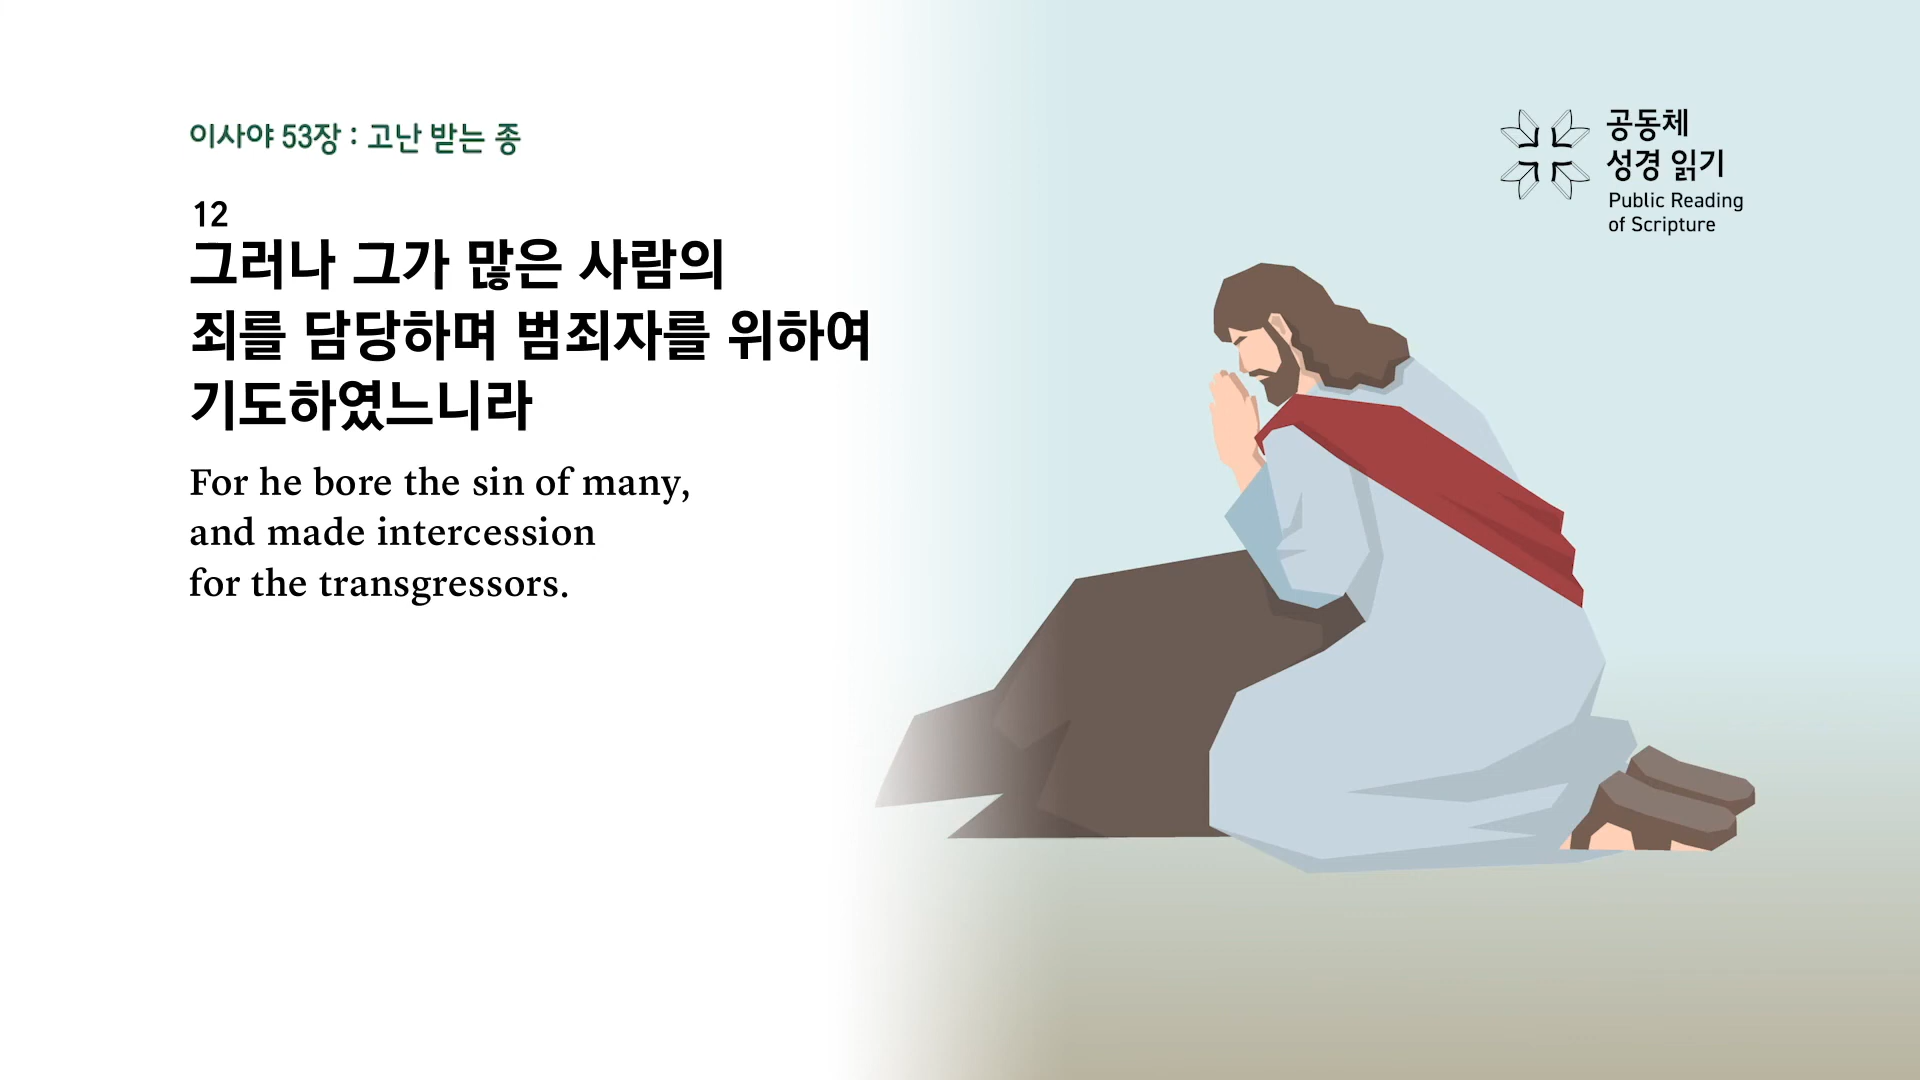 이사야 53장 : 고난 받는 종
12
그러나 그가 많은 사람의
죄를 담당하며 범죄자를 위하여
기도하였느니라
For he bore the sin of many,
and made intercession
for the transgressors.
공동체
성경 읽기
Public Reading
of Scripture